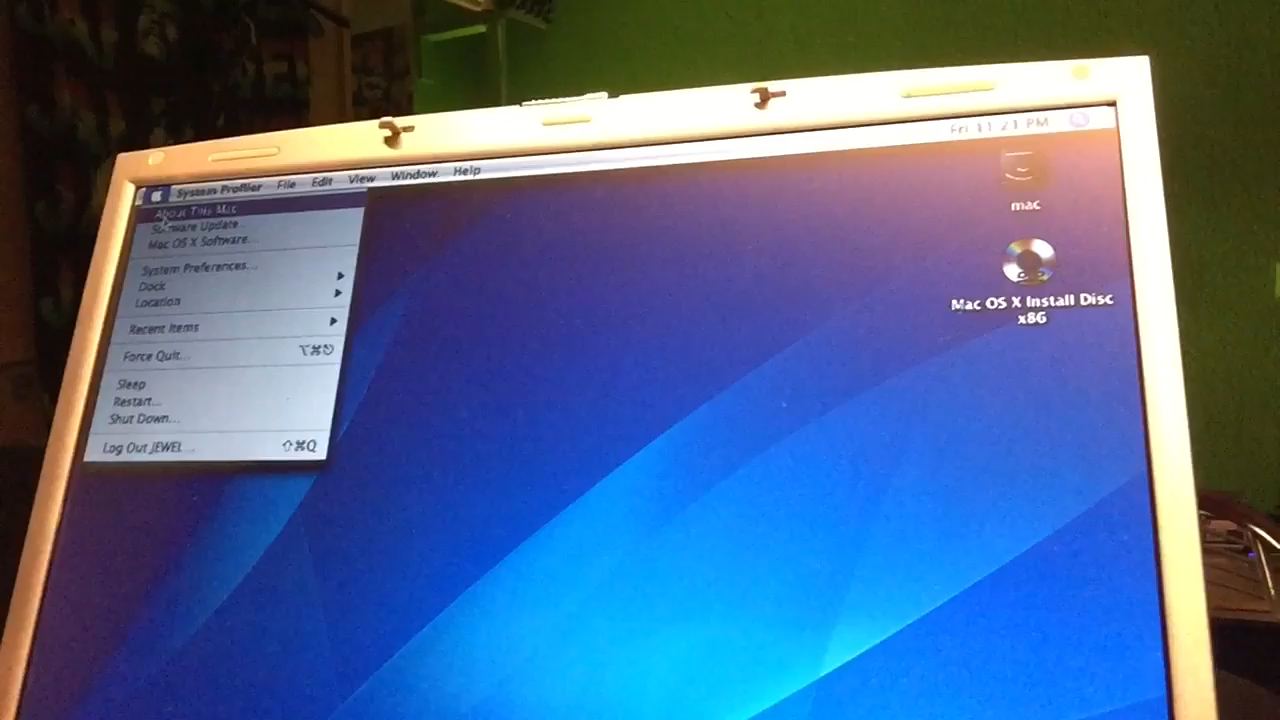 System Profiler File Edit View Window Help Fri 11:21 PM
About This Mac
Software Update...
Mac OS X Software...
System Preferences...
Dock
Location
Recent Items
Force Quit... ⌥⌘⎋
Sleep
Restart...
Shut Down...
Log Out JEWEL... ⇧⌘Q
mac
Mac OS X Install Disc
x86